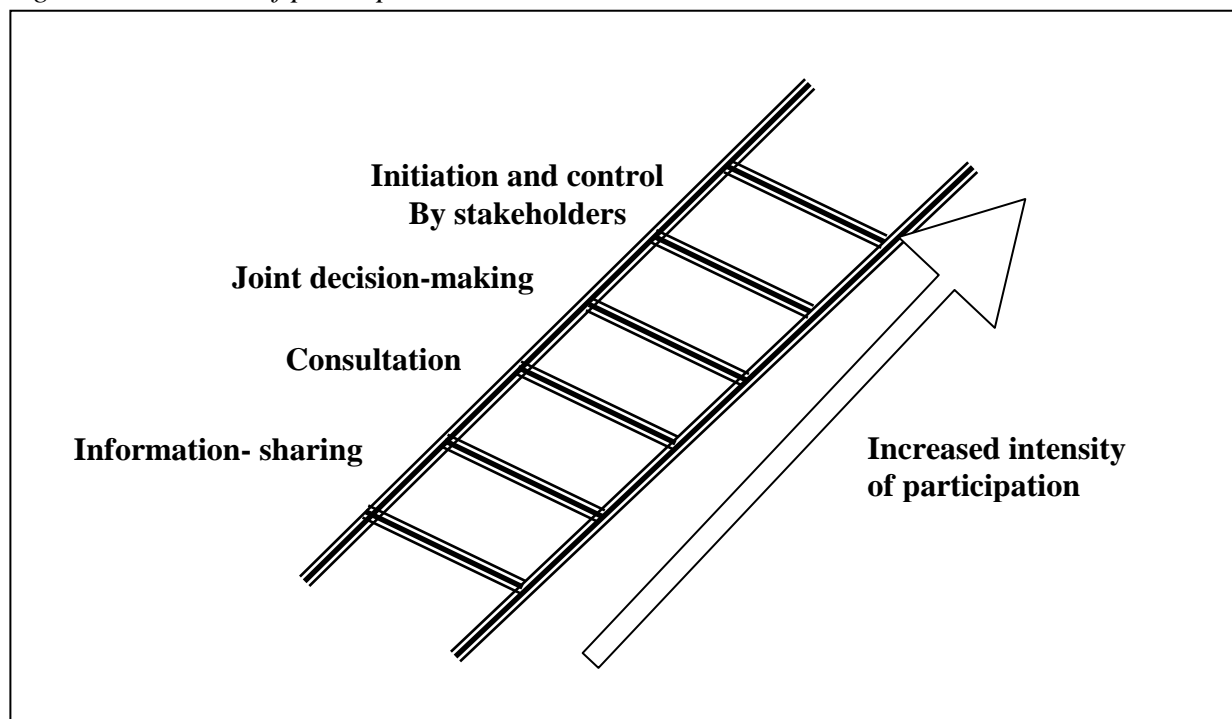 Initiation and control
By stakeholders
Joint decision-making
Consultation
Information- sharing
Increased intensity
of participation